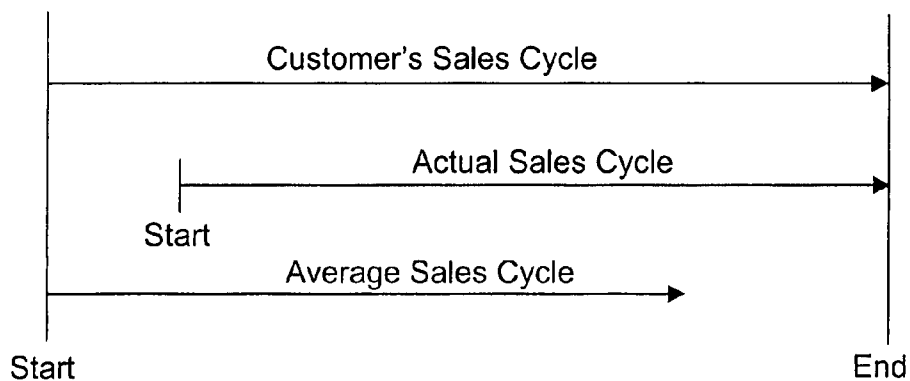 Customer's Sales Cycle
Actual Sales Cycle
Start
Average Sales Cycle
Start
End